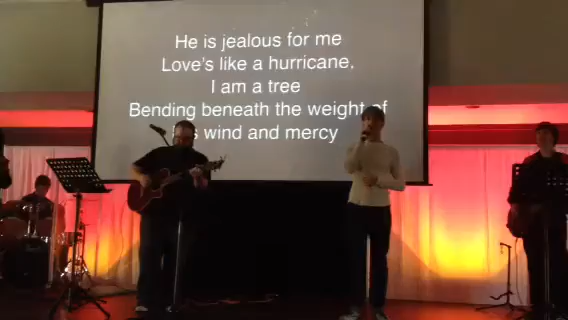 He is jealous for me
Love's like a hurricane,
I am a tree
Bending beneath the weight of
wind and mercy